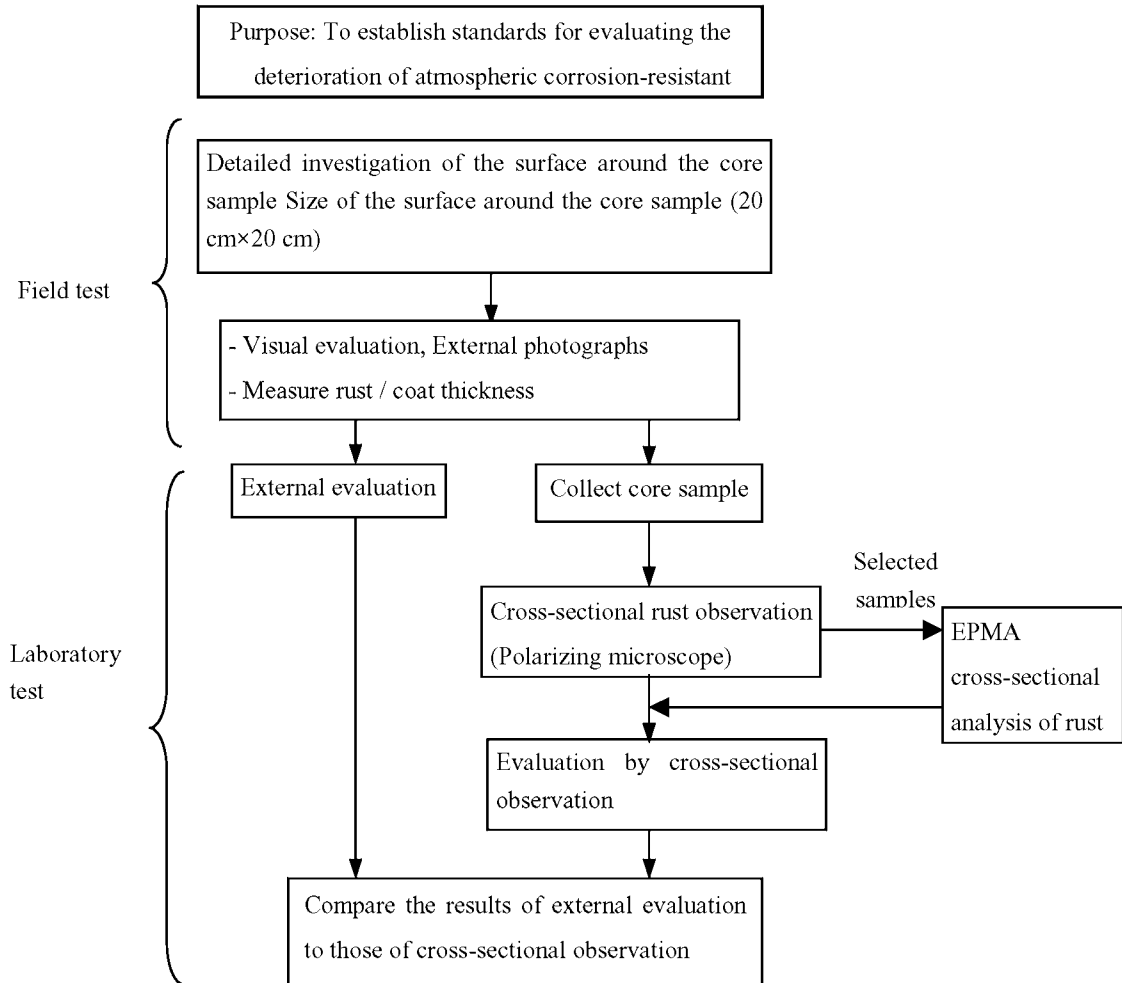 Purpose: To establish standards for evaluating the
deterioration of atmospheric corrosion-resistant
Detailed investigation of the surface around the core
sample Size of the surface around the core sample (20
cm×20 cm)
Field test
- Visual evaluation, External photographs
- Measure rust / coat thickness
External evaluation
Collect core sample
Selected
samples
Cross-sectional rust observation
(Polarizing microscope)
EPMA
cross-sectional
analysis of rust
Laboratory
test
Evaluation by cross-sectional
observation
Compare the results of external evaluation
to those of cross-sectional observation